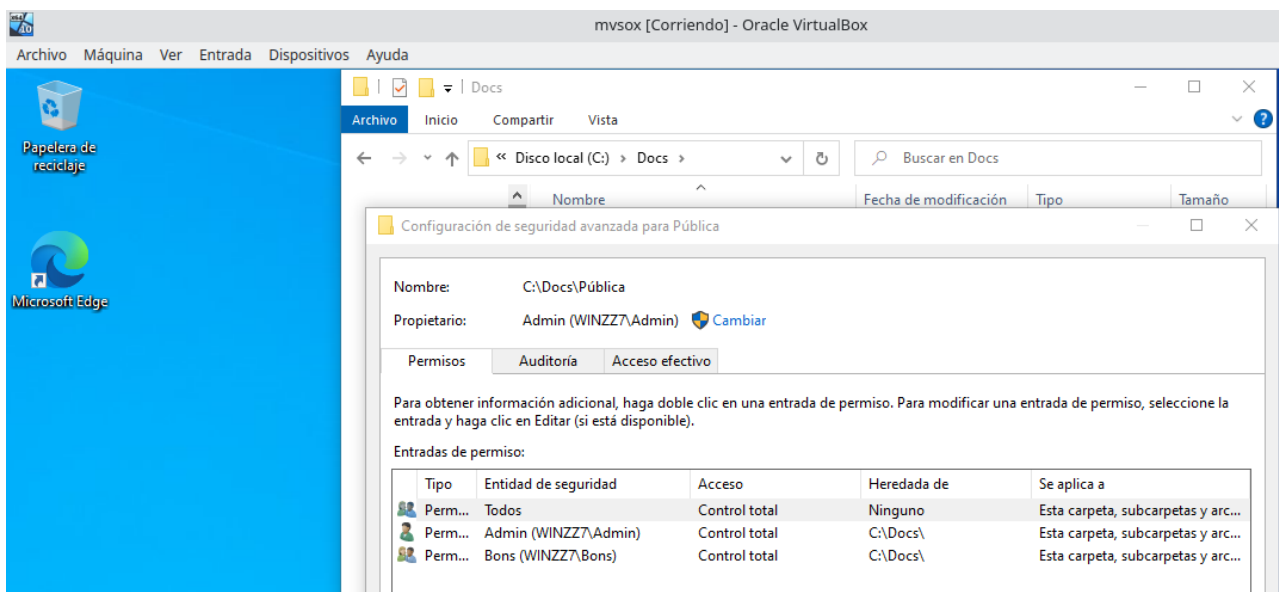 mvsox [Corriendo] - Oracle VirtualBox
Archivo Máquina Ver Entrada Dispositivos Ayuda
Papelera de
reciclaje
Microsoft Edge
Docs
Archivo Inicio Compartir Vista
« Disco local (C:) › Docs › Buscar en Docs
Nombre Fecha de modificación Tipo Tamaño
Configuración de seguridad avanzada para Pública
Nombre: C:\Docs\Pública
Propietario: Admin (WINZZ7\Admin) Cambiar
Permisos Auditoría Acceso efectivo
Para obtener información adicional, haga doble clic en una entrada de permiso. Para modificar una entrada de permiso, seleccione la
entrada y haga clic en Editar (si está disponible).
Entradas de permiso:
Tipo Entidad de seguridad Acceso Heredada de Se aplica a
Perm... Todos Control total Ninguno Esta carpeta, subcarpetas y arc...
Perm... Admin (WINZZ7\Admin) Control total C:\Docs\ Esta carpeta, subcarpetas y arc...
Perm... Bons (WINZZ7\Bons) Control total C:\Docs\ Esta carpeta, subcarpetas y arc...